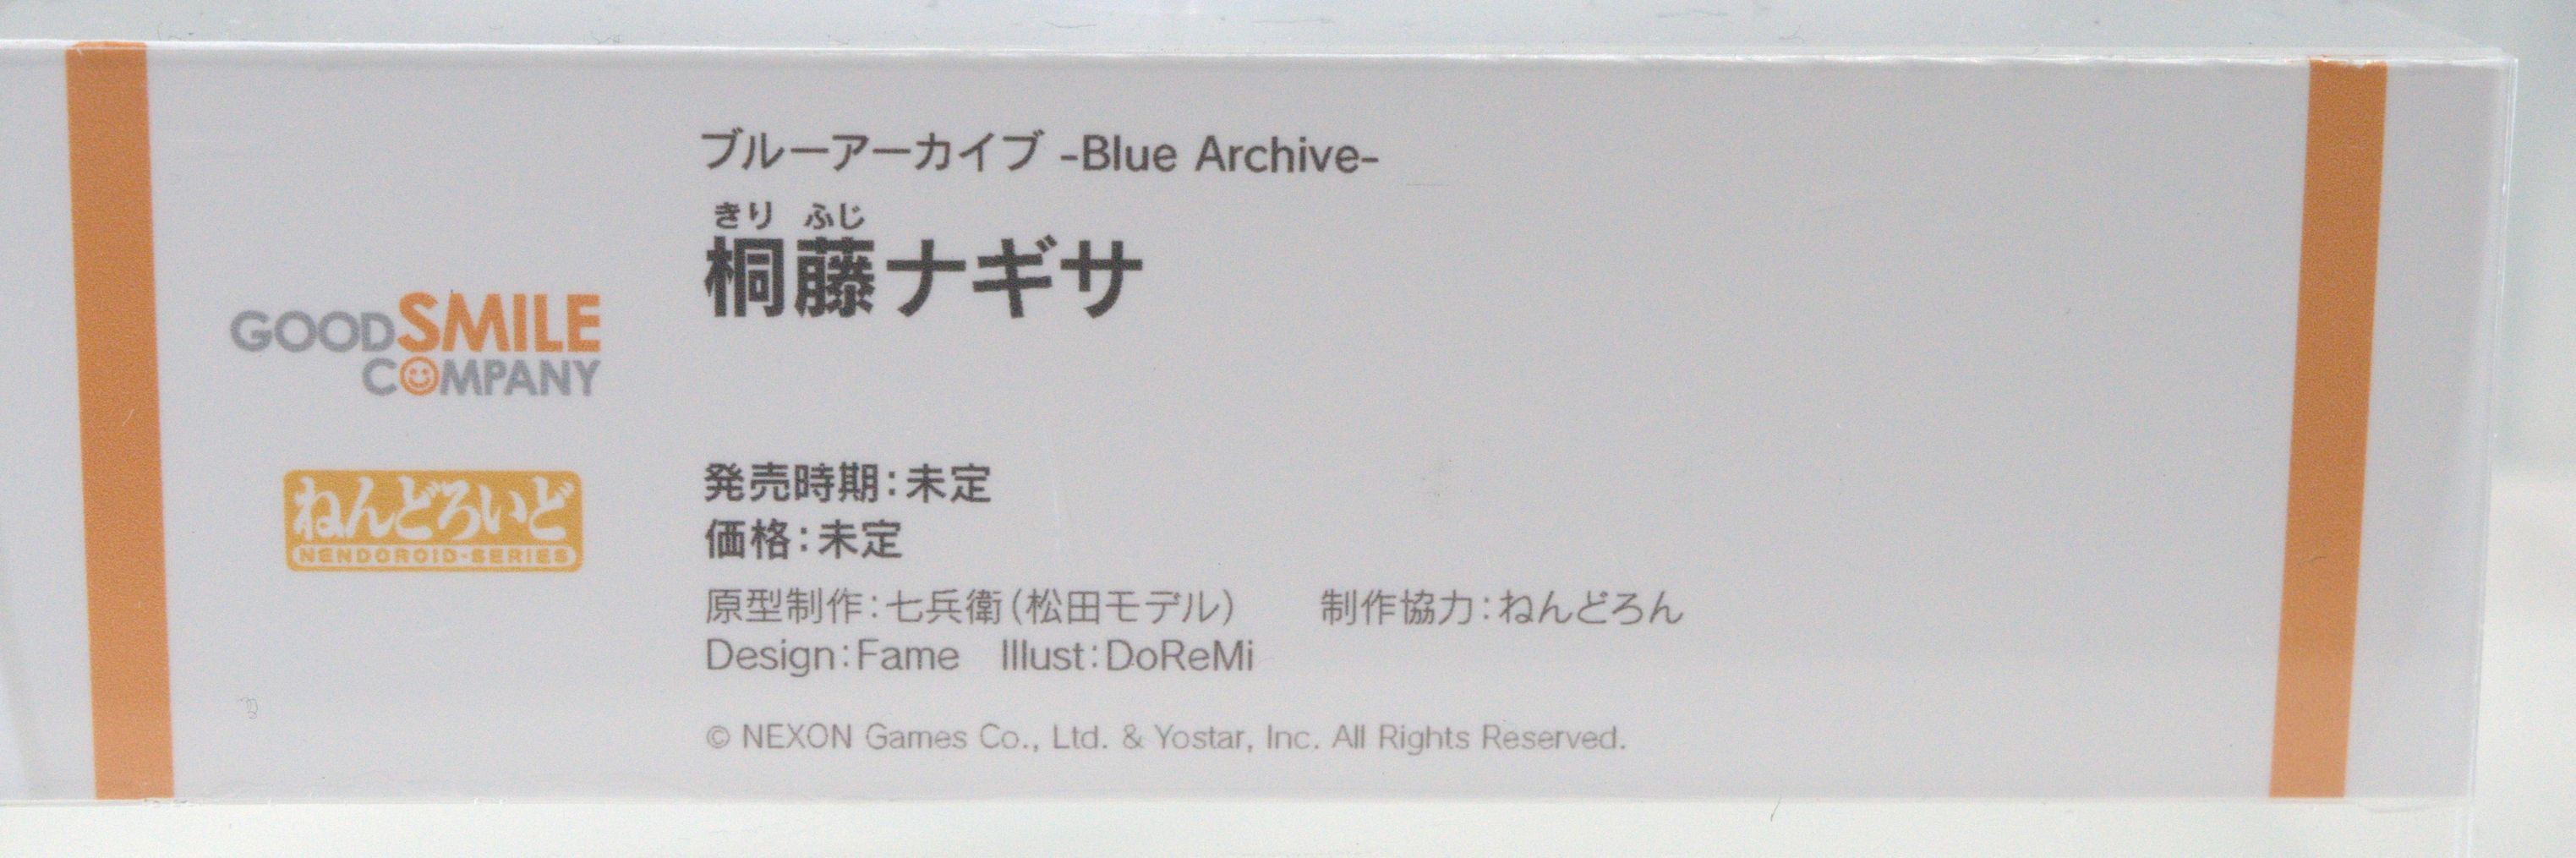 ブルーアーカイブ -Blue Archive-
きり ふじ
桐藤ナギサ
GOOD SMILE
COMPANY
ねんどろいど
NENDOROID-SERIES
発売時期:未定
価格:未定
原型制作:七兵衛(松田モデル) 制作協力:ねんどろん
Design:Fame Illust:DoReMi
© NEXON Games Co., Ltd. & Yostar, Inc. All Rights Reserved.